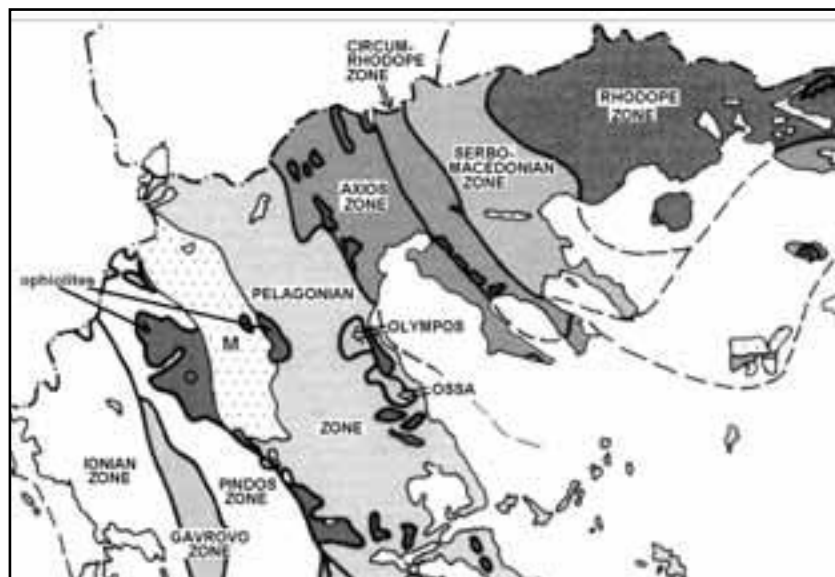 CIRCUM-
RHODOPE
ZONE
RHODOPE
ZONE
SERBO-
MACEDONIAN
ZONE
AXIOS
ZONE
ophiolites
PELAGONIAN
OLYMPOS
M
OSSA
ZONE
IONIAN
ZONE
PINDOS
ZONE
GAVROVO
ZONE